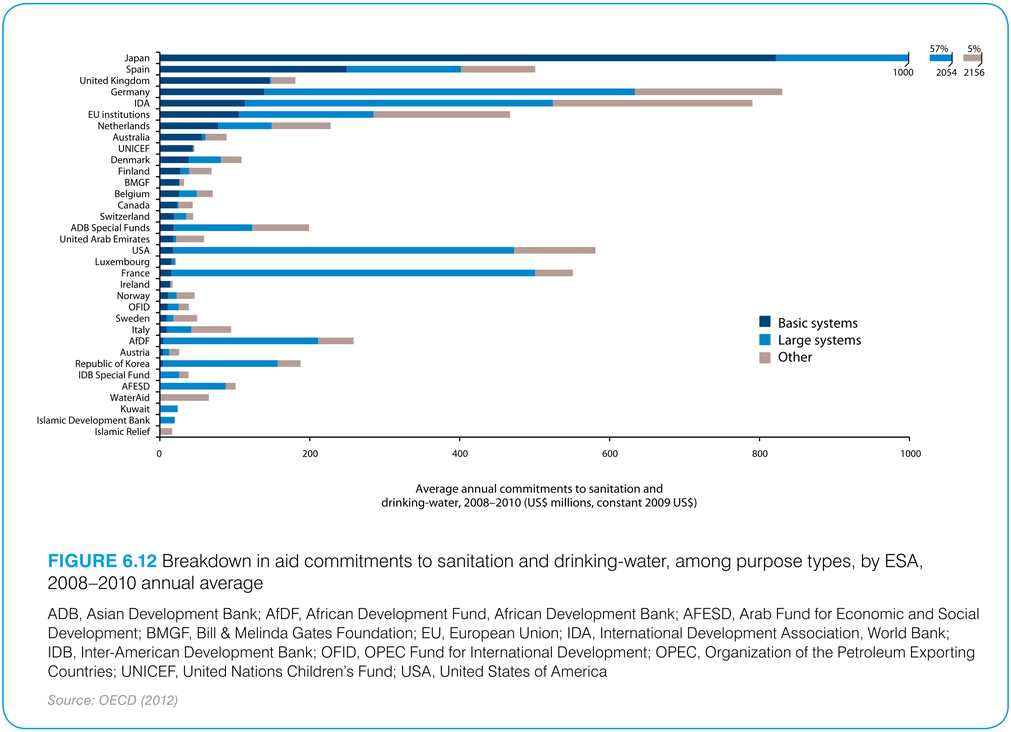 Japan
57%
5%
1000
2054
2156
Spain
United Kingdom
Germany
IDA
EU institutions
Netherlands
Australia
UNICEF
Denmark
Finland
BMGF
Belgium
Canada
Switzerland
ADB Special Funds
United Arab Emirates
USA
Luxembourg
France
Ireland
Norway
OFID
Sweden
Italy
AfDF
Austria
Republic of Korea
IDB Special Fund
AFESD
WaterAid
Kuwait
Islamic Development Bank
Islamic Relief
Basic systems
Large systems
Other
0 200 400 600 800 1000
Average annual commitments to sanitation and
drinking-water, 2008–2010 (US$ millions, constant 2009 US$)
FIGURE 6.12 Breakdown in aid commitments to sanitation and drinking-water, among purpose types, by ESA,
2008–2010 annual average
ADB, Asian Development Bank; AfDF, African Development Fund, African Development Bank; AFESD, Arab Fund for Economic and Social
Development; BMGF, Bill & Melinda Gates Foundation; EU, European Union; IDA, International Development Association, World Bank;
IDB, Inter-American Development Bank; OFID, OPEC Fund for International Development; OPEC, Organization of the Petroleum Exporting
Countries; UNICEF, United Nations Children’s Fund; USA, United States of America
Source: OECD (2012)